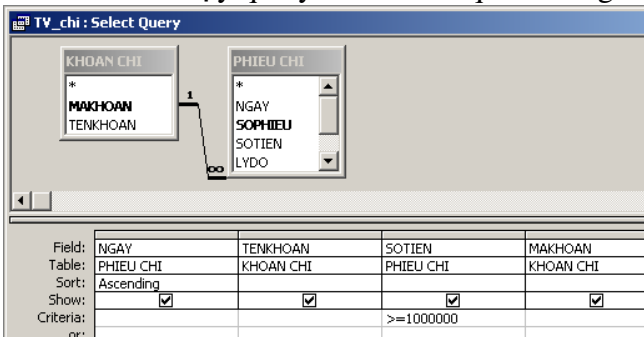 TV_chi : Select Query
KHOAN CHI
*
MAKHOAN
TENKHOAN
1
∞
PHIEU CHI
*
NGAY
SOPHIEU
SOTIEN
LYDO
Field: NGAY TENKHOAN SOTIEN MAKHOAN
Table: PHIEU CHI KHOAN CHI PHIEU CHI KHOAN CHI
Sort: Ascending
Show:
Criteria: >=1000000
or: